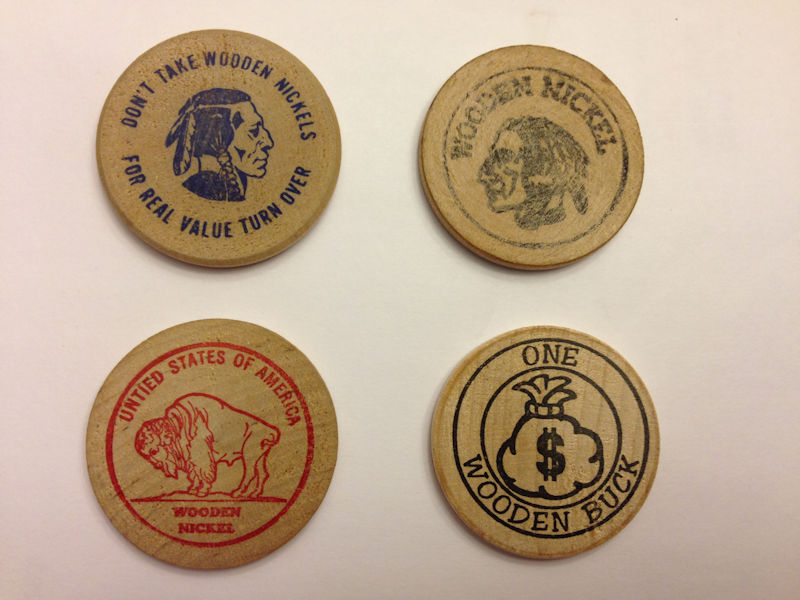 DON'T TAKE WOODEN NICKELS
FOR REAL VALUE TURN OVER
WOODEN NICKEL
UNTIED STATES OF AMERICA
WOODEN
NICKEL
ONE
$
WOODEN BUCK